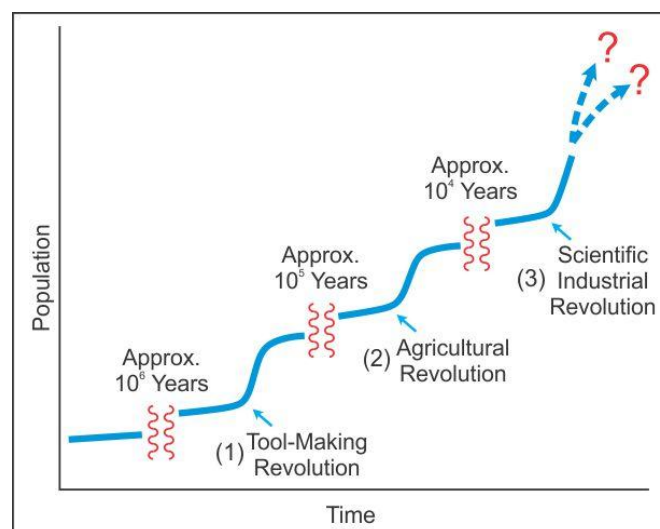 ?
?
Approx.
10⁴ Years
Approx.
10⁵ Years
Approx.
10⁶ Years
(3) Scientific
Industrial
Revolution
(2) Agricultural
Revolution
(1) Tool-Making
Revolution
Population
Time